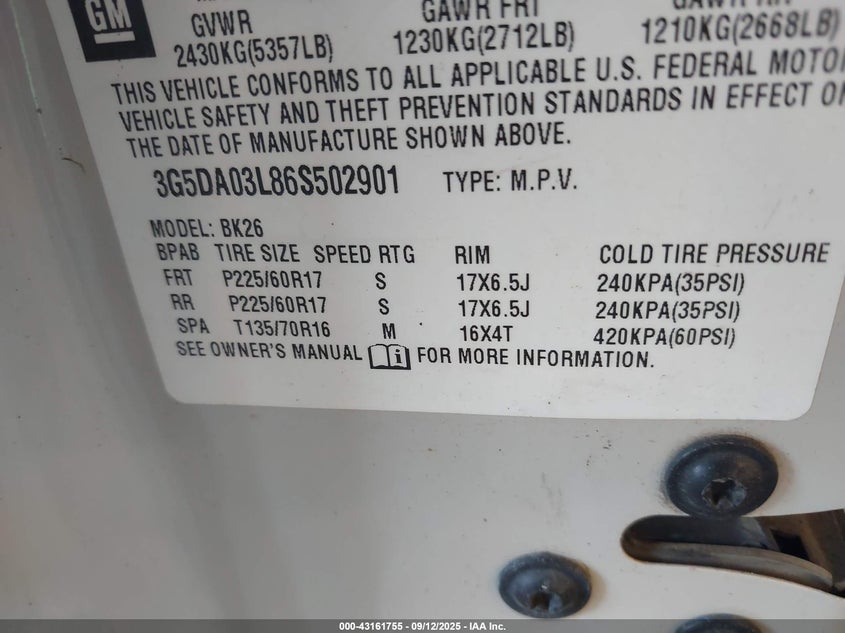 GM
GVWR GAWR FRT
2430KG(5357LB) 1230KG(2712LB) 1210KG(2668LB)
THIS VEHICLE CONFORMS TO ALL APPLICABLE U.S. FEDERAL MOTO
VEHICLE SAFETY AND THEFT PREVENTION STANDARDS IN EFFECT ON
THE DATE OF MANUFACTURE SHOWN ABOVE.
3G5DA03L86S502901 TYPE: M.P.V.
MODEL: BK26
BPAB TIRE SIZE SPEED RTG RIM COLD TIRE PRESSURE
FRT P225/60R17 S 17X6.5J 240KPA(35PSI)
RR P225/60R17 S 17X6.5J 240KPA(35PSI)
SPA T135/70R16 M 16X4T 420KPA(60PSI)
SEE OWNER'S MANUAL FOR MORE INFORMATION.
000-43161755 - 09/12/2025 - IAA Inc.